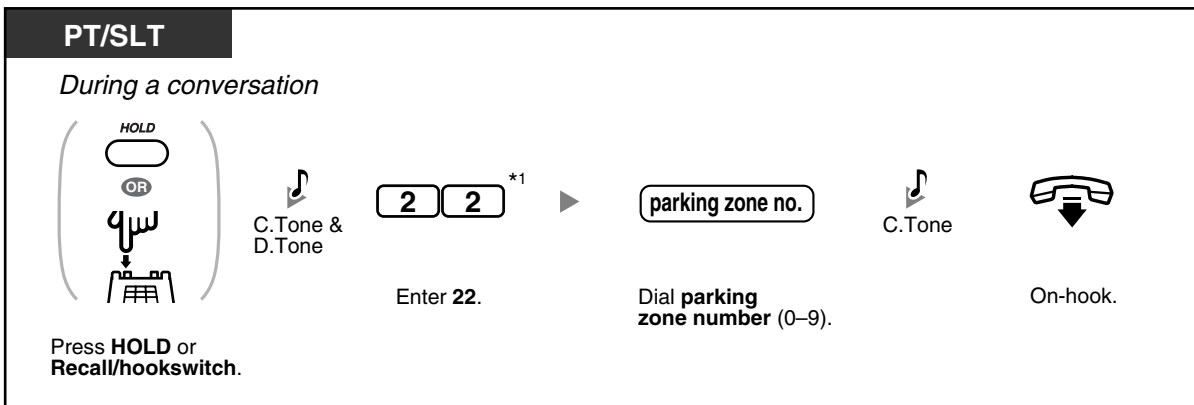 PT/SLT
During a conversation
HOLD
OR
C.Tone &
D.Tone
2 2 *1
parking zone no.
C.Tone
Press HOLD or
Recall/hookswitch.
Enter 22.
Dial parking
zone number (0–9).
On-hook.